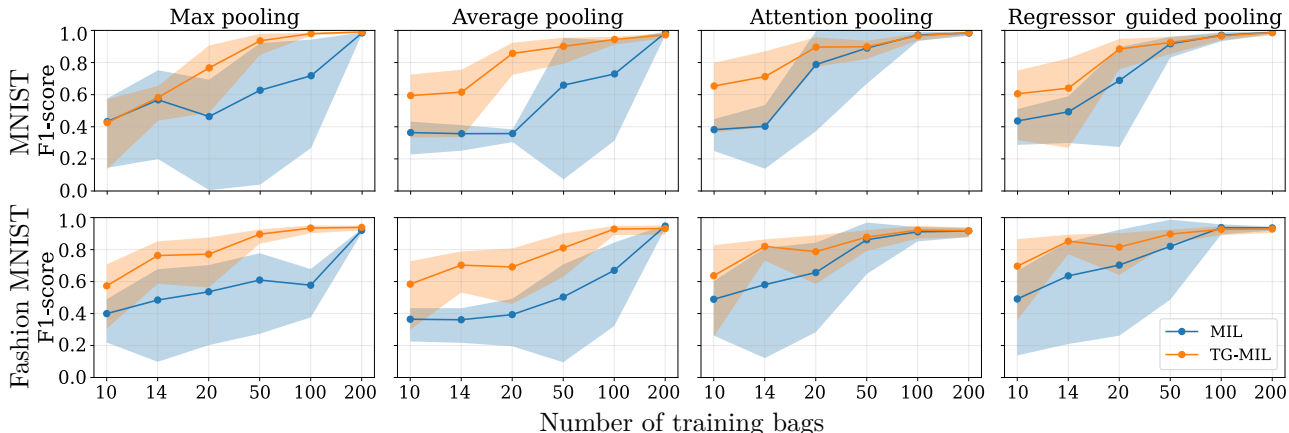 Max pooling
Average pooling
Attention pooling
Regressor guided pooling
MNIST
F1-score
1.0
0.8
0.6
0.4
0.2
0.0
Fashion MNIST
F1-score
1.0
0.8
0.6
0.4
0.2
0.0
MIL
TG-MIL
10 14 20 50 100 200
10 14 20 50 100 200
10 14 20 50 100 200
10 14 20 50 100 200
Number of training bags